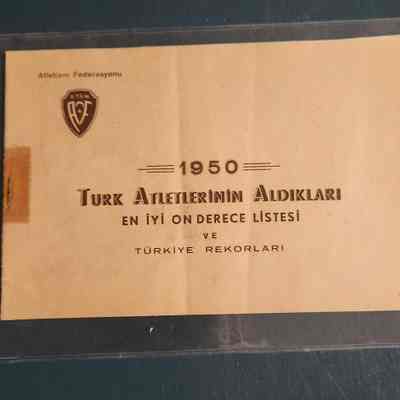 Atletizm Federasyonu
1950
TURK ATLETLERİNİN ALDIKLARI
EN İYİ ON DERECE LİSTESİ
VE
TÜRKİYE REKORLARI